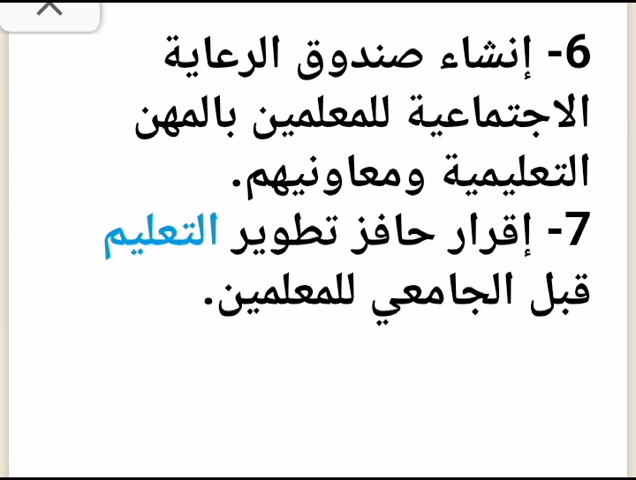 6- إنشاء صندوق الرعاية
الاجتماعية للمعلمين بالمهن
التعليمية ومعاونيهم.
7- إقرار حافز تطوير التعليم
قبل الجامعي للمعلمين.